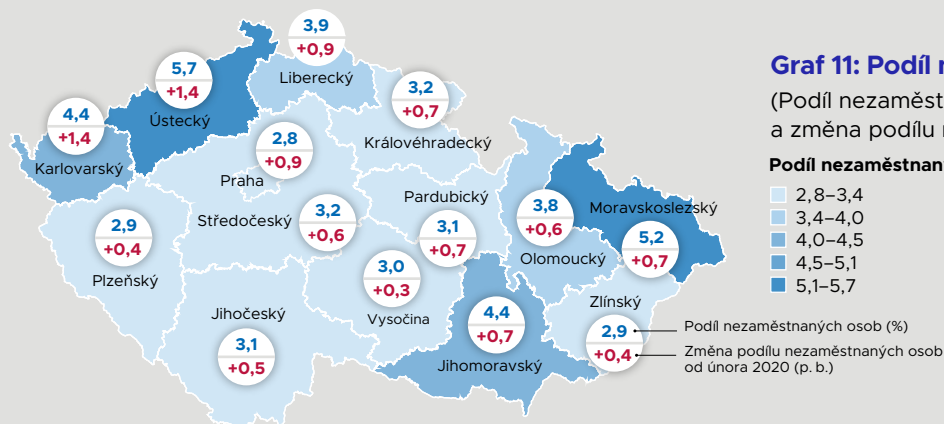 3,9
+0,9
Liberecký
5,7
+1,4
Ústecký
3,2
+0,7
Královéhradecký
4,4
+1,4
Karlovarský
2,8
+0,9
Praha
Středočeský
3,2
+0,6
Pardubický
3,1
+0,7
2,9
+0,4
Plzeňský
3,0
+0,3
Vysočina
Jihočeský
3,1
+0,5
4,4
+0,7
Jihomoravský
3,8
+0,6
Olomoucký
Moravskoslezský
5,2
+0,7
Zlínský
2,9
+0,4
Graf 11: Podíl
(Podíl nezaměst
a změna podílu
Podíl nezaměstnan
2,8–3,4
3,4–4,0
4,0–4,5
4,5–5,1
5,1–5,7
Podíl nezaměstnaných osob (%)
Změna podílu nezaměstnaných osob
od února 2020 (p. b.)